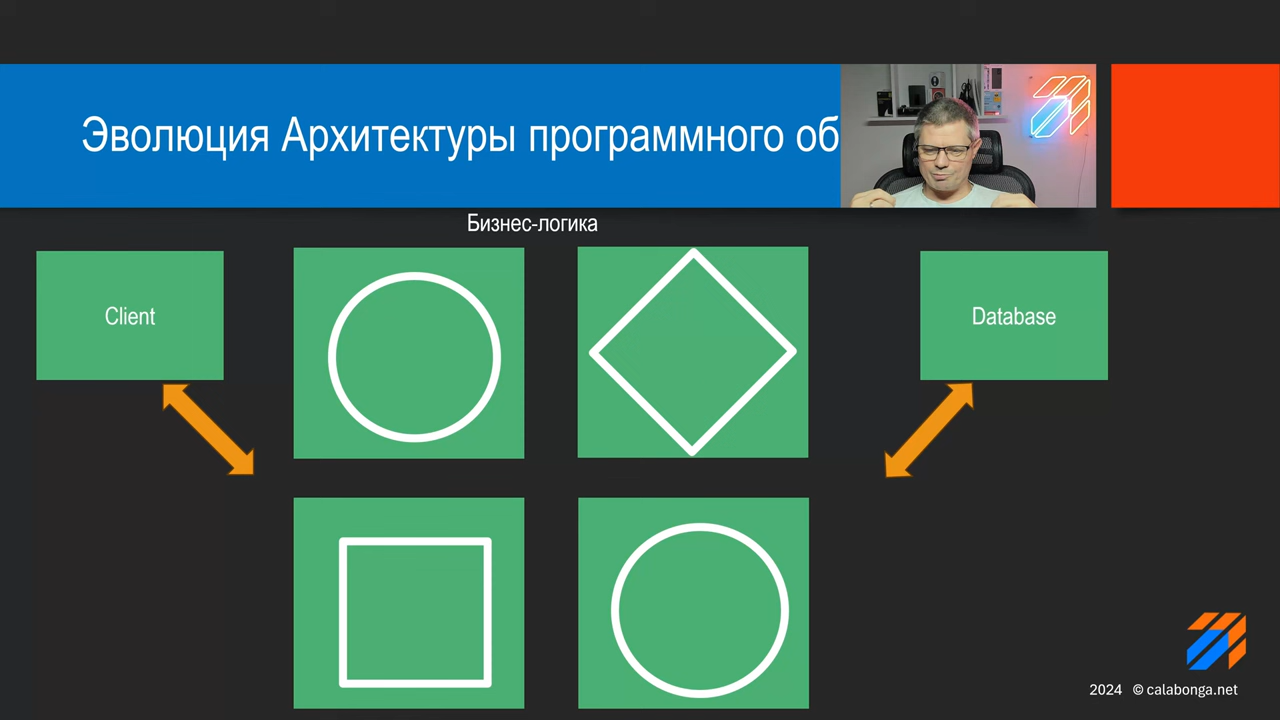 Эволюция Архитектуры программного об
Бизнес-логика
Client
Database
2024 © calabonga.net